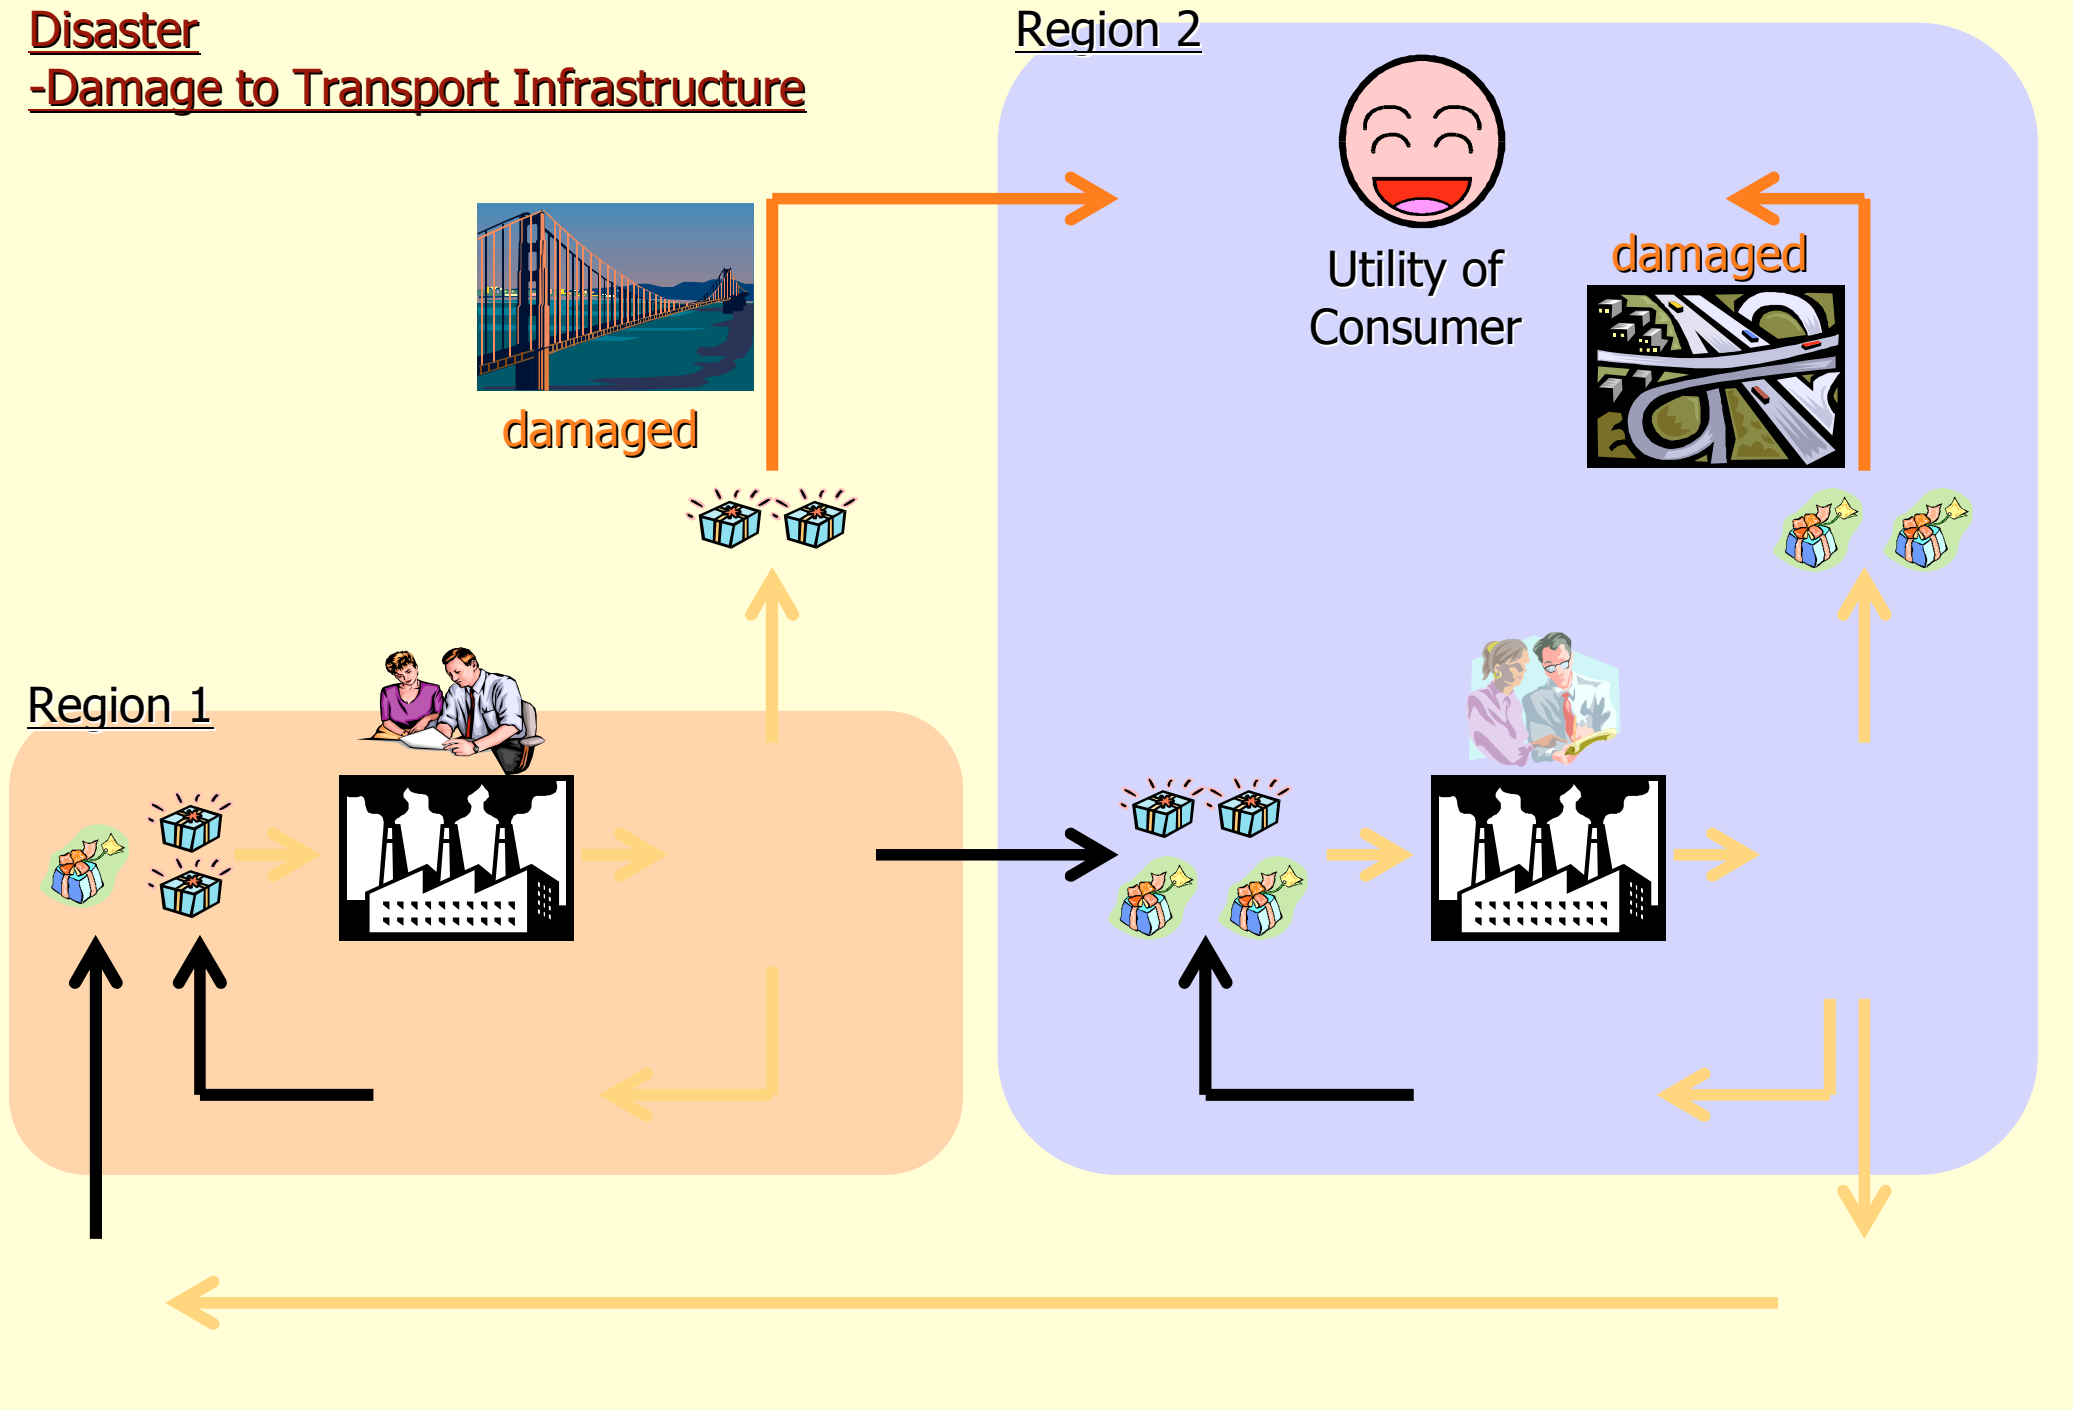 Disaster
-Damage to Transport Infrastructure
Region 2
Utility of
Consumer
damaged
damaged
Region 1